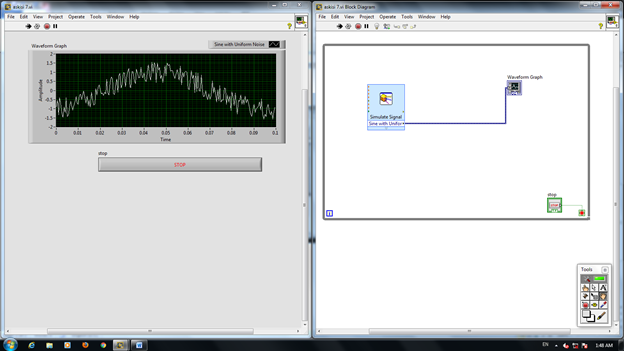 eskoi 7.vi
File Edit View Project Operate Tools Window Help
Waveform Graph
Sine with Uniform Noise
Amplitude
2
1.5
1
0.5
0
-0.5
-1
-1.5
-2
0 0.01 0.02 0.03 0.04 0.05 0.06 0.07 0.08 0.09 0.1
Time
stop
STOP
eskoi 7.vi Block Diagram
File Edit View Project Operate Tools Window Help
Waveform Graph
Simulate Signal
Sine with Unifor
stop
i
Tools
A
EN
1:48 AM